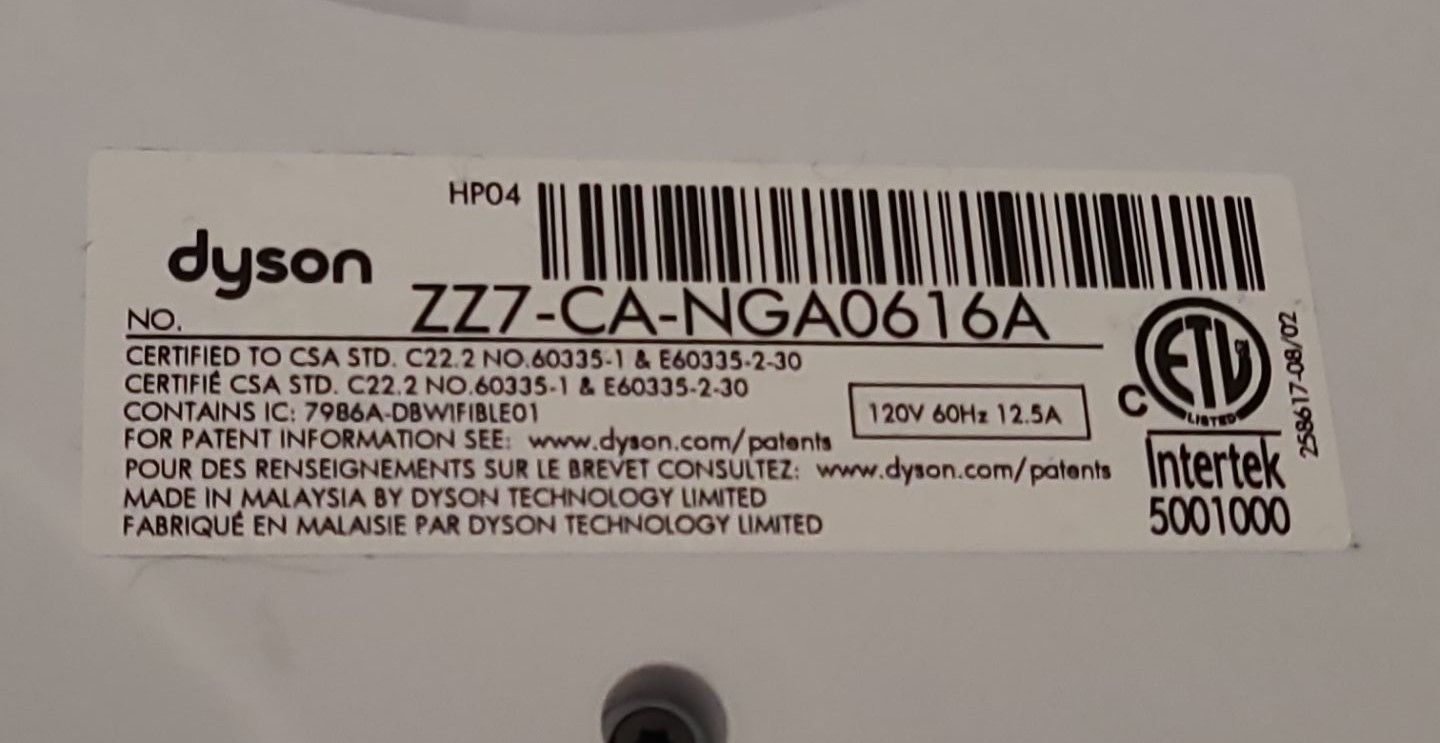 HP04
dyson
NO. ZZ7-CA-NGA0616A
CERTIFIED TO CSA STD. C22.2 NO.60335-1 & E60335-2-30
CERTIFIÉ CSA STD. C22.2 NO.60335-1 & E60335-2-30
CONTAINS IC: 7986A-DBWIFIBLE01
120V 60Hz 12.5A
FOR PATENT INFORMATION SEE: www.dyson.com/patents
POUR DES RENSEIGNEMENTS SUR LE BREVET CONSULTEZ: www.dyson.com/patents
MADE IN MALAYSIA BY DYSON TECHNOLOGY LIMITED
FABRIQUÉ EN MALAISIE PAR DYSON TECHNOLOGY LIMITED
C
ETL
LISTED
Intertek
5001000
258617-08/02